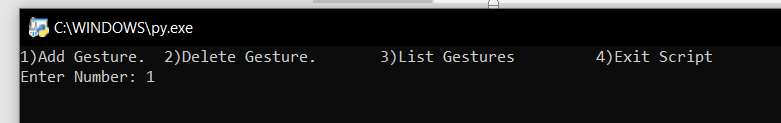 C:\WINDOWS\py.exe
1)Add Gesture.  2)Delete Gesture.       3)List Gestures         4)Exit Script
Enter Number: 1